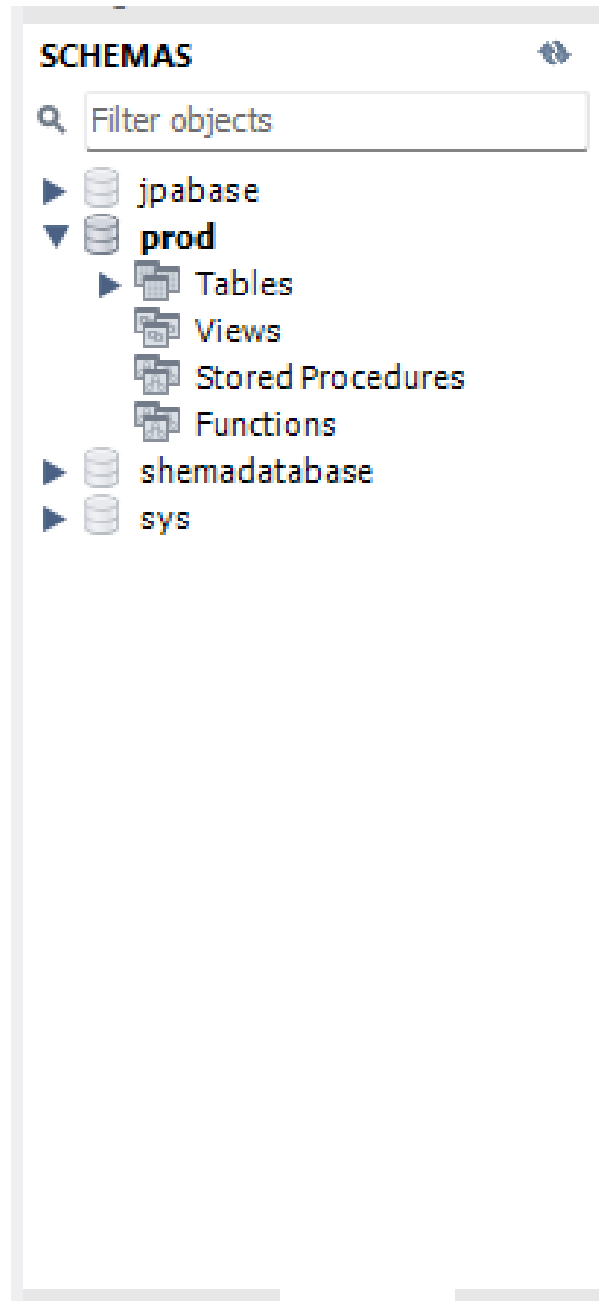 SCHEMAS
Filter objects
jpabase
prod
Tables
Views
Stored Procedures
Functions
shemadatabase
sys